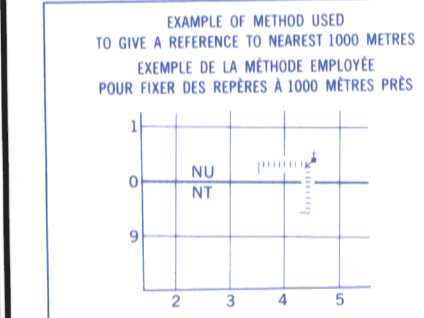 EXAMPLE OF METHOD USED
TO GIVE A REFERENCE TO NEAREST 1000 METRES
EXEMPLE DE LA MÉTHODE EMPLOYÉE
POUR FIXER DES REPÈRES À 1000 MÈTRES PRÈS
1
NU
0
NT
9
2 3 4 5